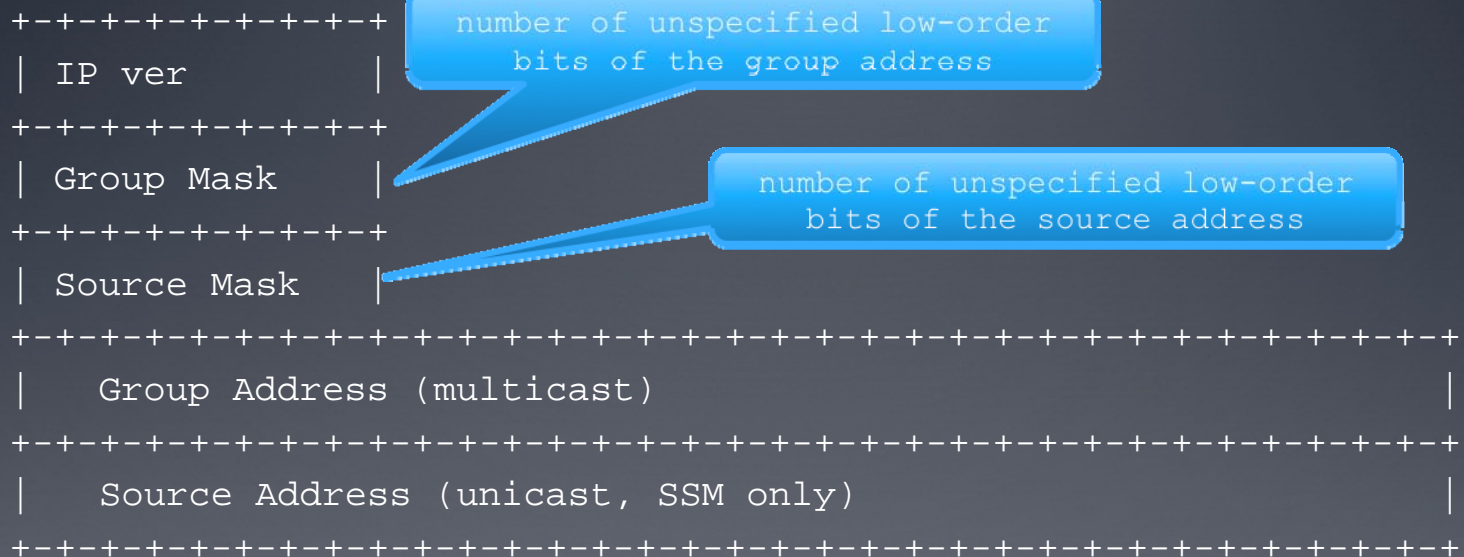 +-+-+-+-+-+-+-+-+
number of unspecified low-order
bits of the group address
| IP ver |
+-+-+-+-+-+-+-+-+
| Group Mask |
number of unspecified low-order
bits of the source address
+-+-+-+-+-+-+-+-+
| Source Mask |
+-+-+-+-+-+-+-+-+-+-+-+-+-+-+-+-+-+-+-+-+-+-+-+-+-+-+-+-+-+-+-+-+
| Group Address (multicast) |
+-+-+-+-+-+-+-+-+-+-+-+-+-+-+-+-+-+-+-+-+-+-+-+-+-+-+-+-+-+-+-+-+
| Source Address (unicast, SSM only) |
+-+-+-+-+-+-+-+-+-+-+-+-+-+-+-+-+-+-+-+-+-+-+-+-+-+-+-+-+-+-+-+-+